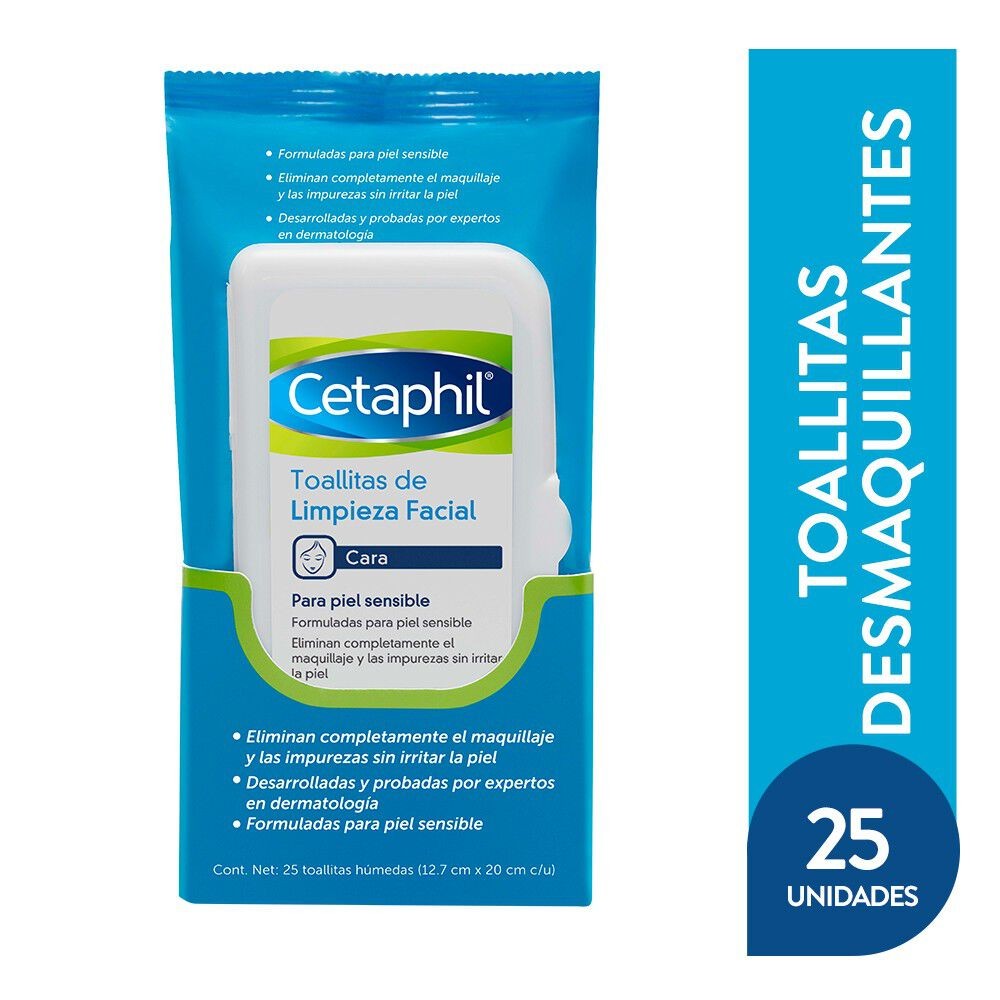 • Formuladas para piel sensible
• Eliminan completamente el maquillaje
y las impurezas sin irritar la piel
• Desarrolladas y probadas por expertos
en dermatología
Cetaphil®
Toallitas de
Limpieza Facial
Cara
Para piel sensible
Formuladas para piel sensible
Eliminan completamente el
maquillaje y las impurezas sin irritar
la piel
• Eliminan completamente el maquillaje
y las impurezas sin irritar la piel
• Desarrolladas y probadas por expertos
en dermatología
• Formuladas para piel sensible
Cont. Net: 25 toallitas húmedas (12.7 cm x 20 cm c/u)
TOALLITAS
DESMAQUILLANTES
25
UNIDADES